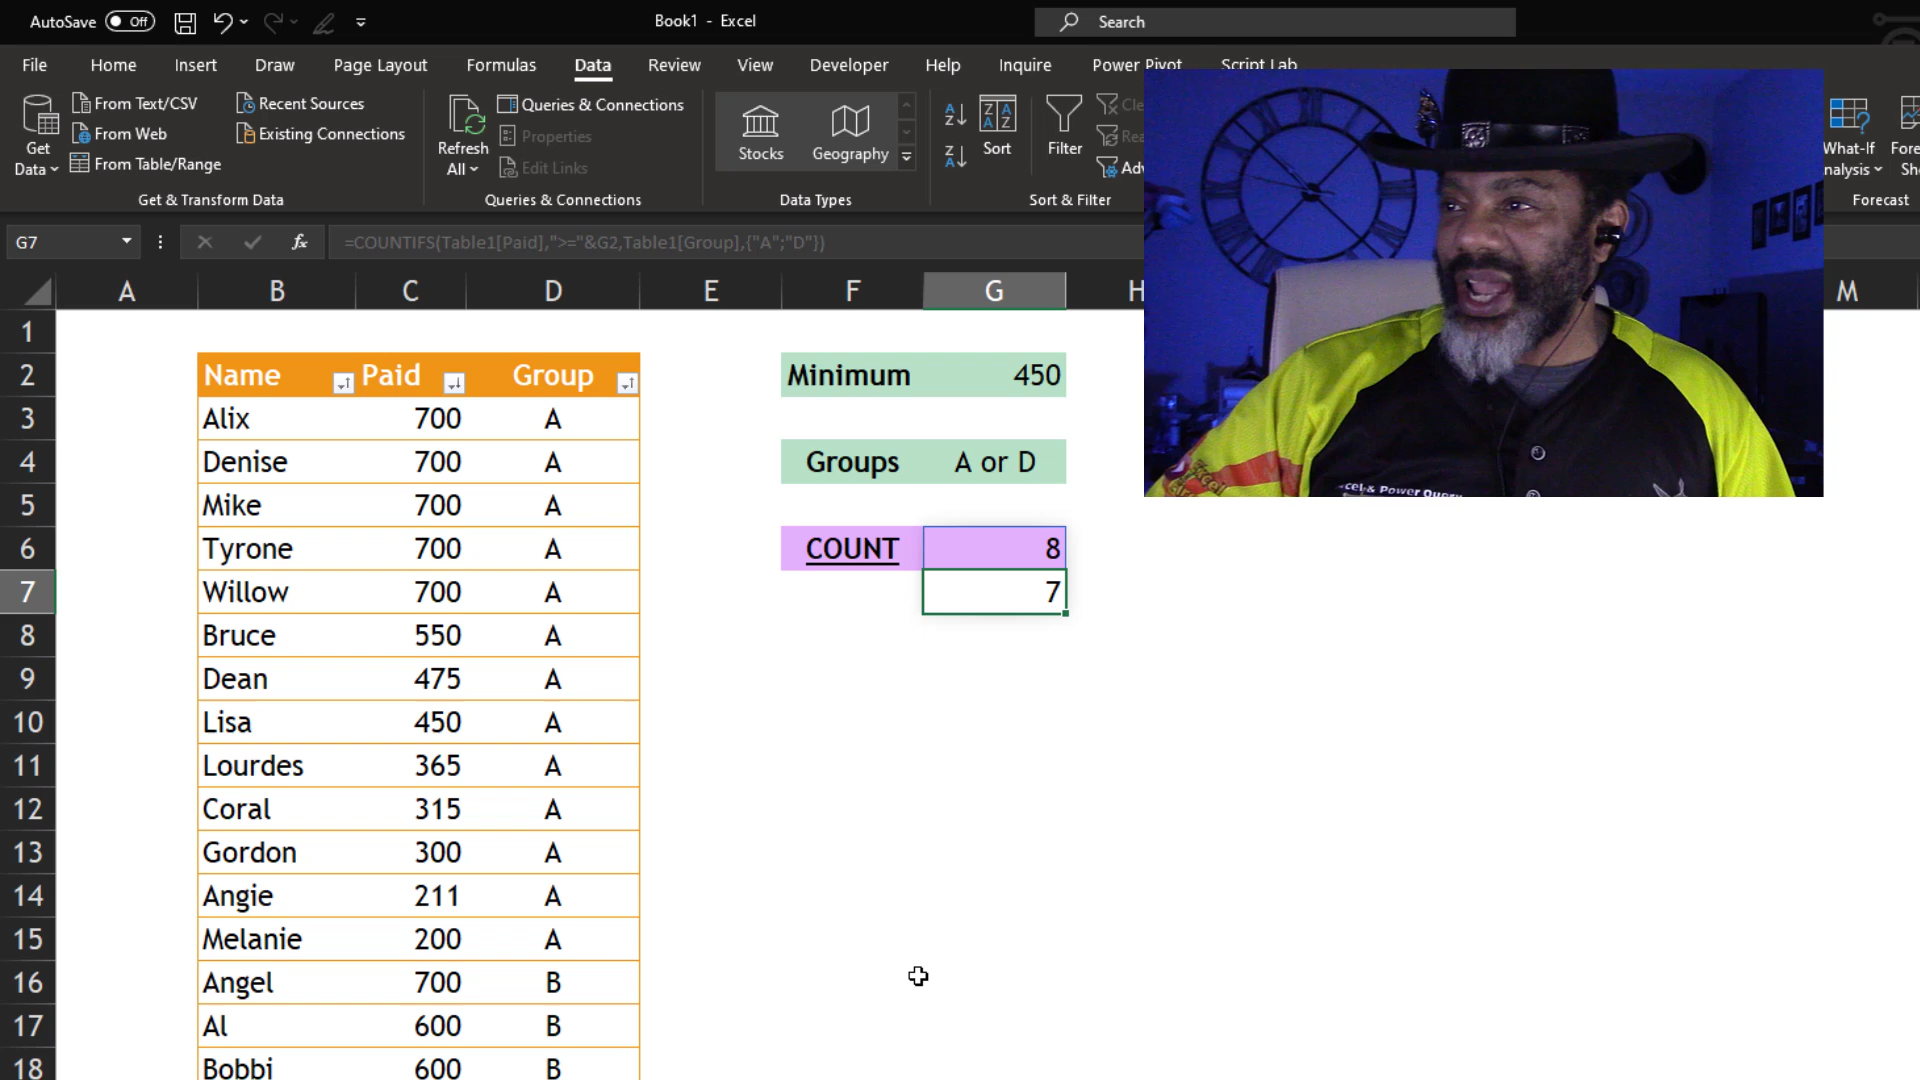 AutoSave Off
Book1 - Excel
Search
File Home Insert Draw Page Layout Formulas Data Review View Developer Help Inquire Power Pivot Script Lab
Get Data
From Text/CSV
From Web
From Table/Range
Recent Sources
Existing Connections
Get & Transform Data
Refresh All
Queries & Connections
Properties
Edit Links
Queries & Connections
Stocks
Geography
Data Types
Sort
Filter
Sort & Filter
What-If
Forecast
G7
fx
=COUNTIFS(Table1[Paid],">="&G2,Table1[Group],{"A";"D"})
A B C D E F G H M
1
2 Name Paid Group Minimum 450
3 Alix 700 A
4 Denise 700 A Groups A or D
5 Mike 700 A
6 Tyrone 700 A COUNT 8
7 Willow 700 A 7
8 Bruce 550 A
9 Dean 475 A
10 Lisa 450 A
11 Lourdes 365 A
12 Coral 315 A
13 Gordon 300 A
14 Angie 211 A
15 Melanie 200 A
16 Angel 700 B
17 Al 600 B
18 Bobbi 600 B